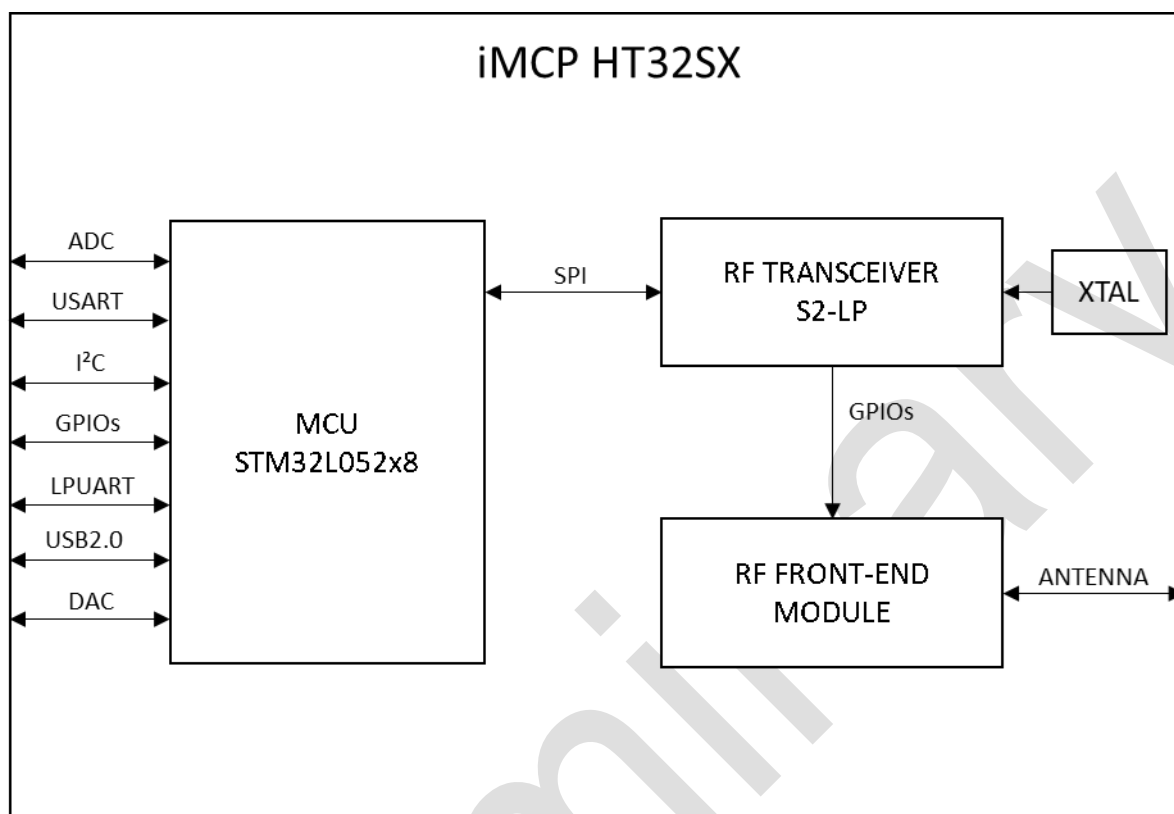 iMCP HT32SX
ADC
USART
I²C
GPIOs
LPUART
USB2.0
DAC
MCU
STM32L052x8
SPI
RF TRANSCEIVER
S2-LP
XTAL
GPIOs
RF FRONT-END
MODULE
ANTENNA